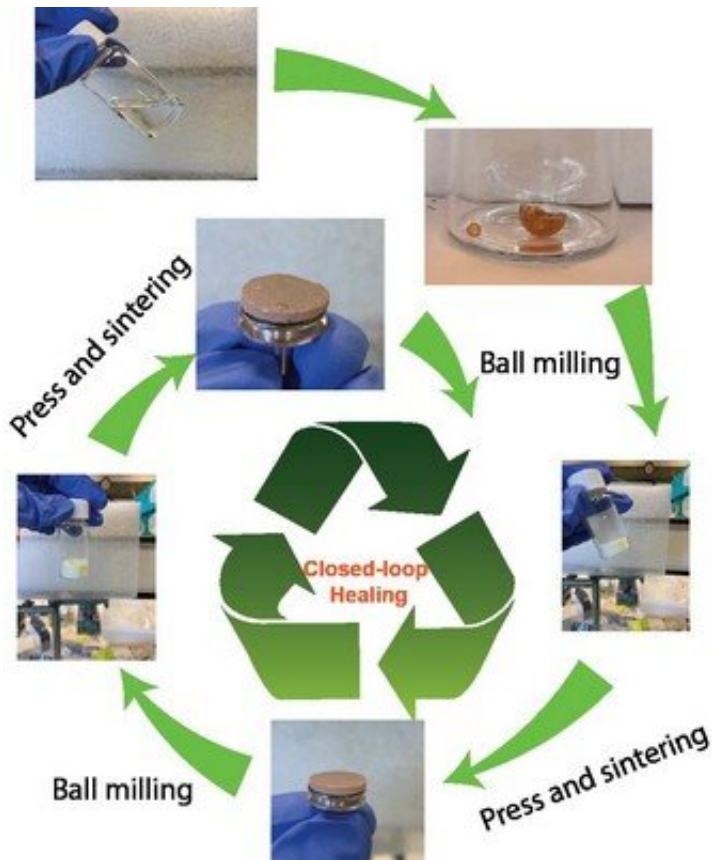 Press and sintering
Ball milling
Closed-loop
Healing
Ball milling
Press and sintering